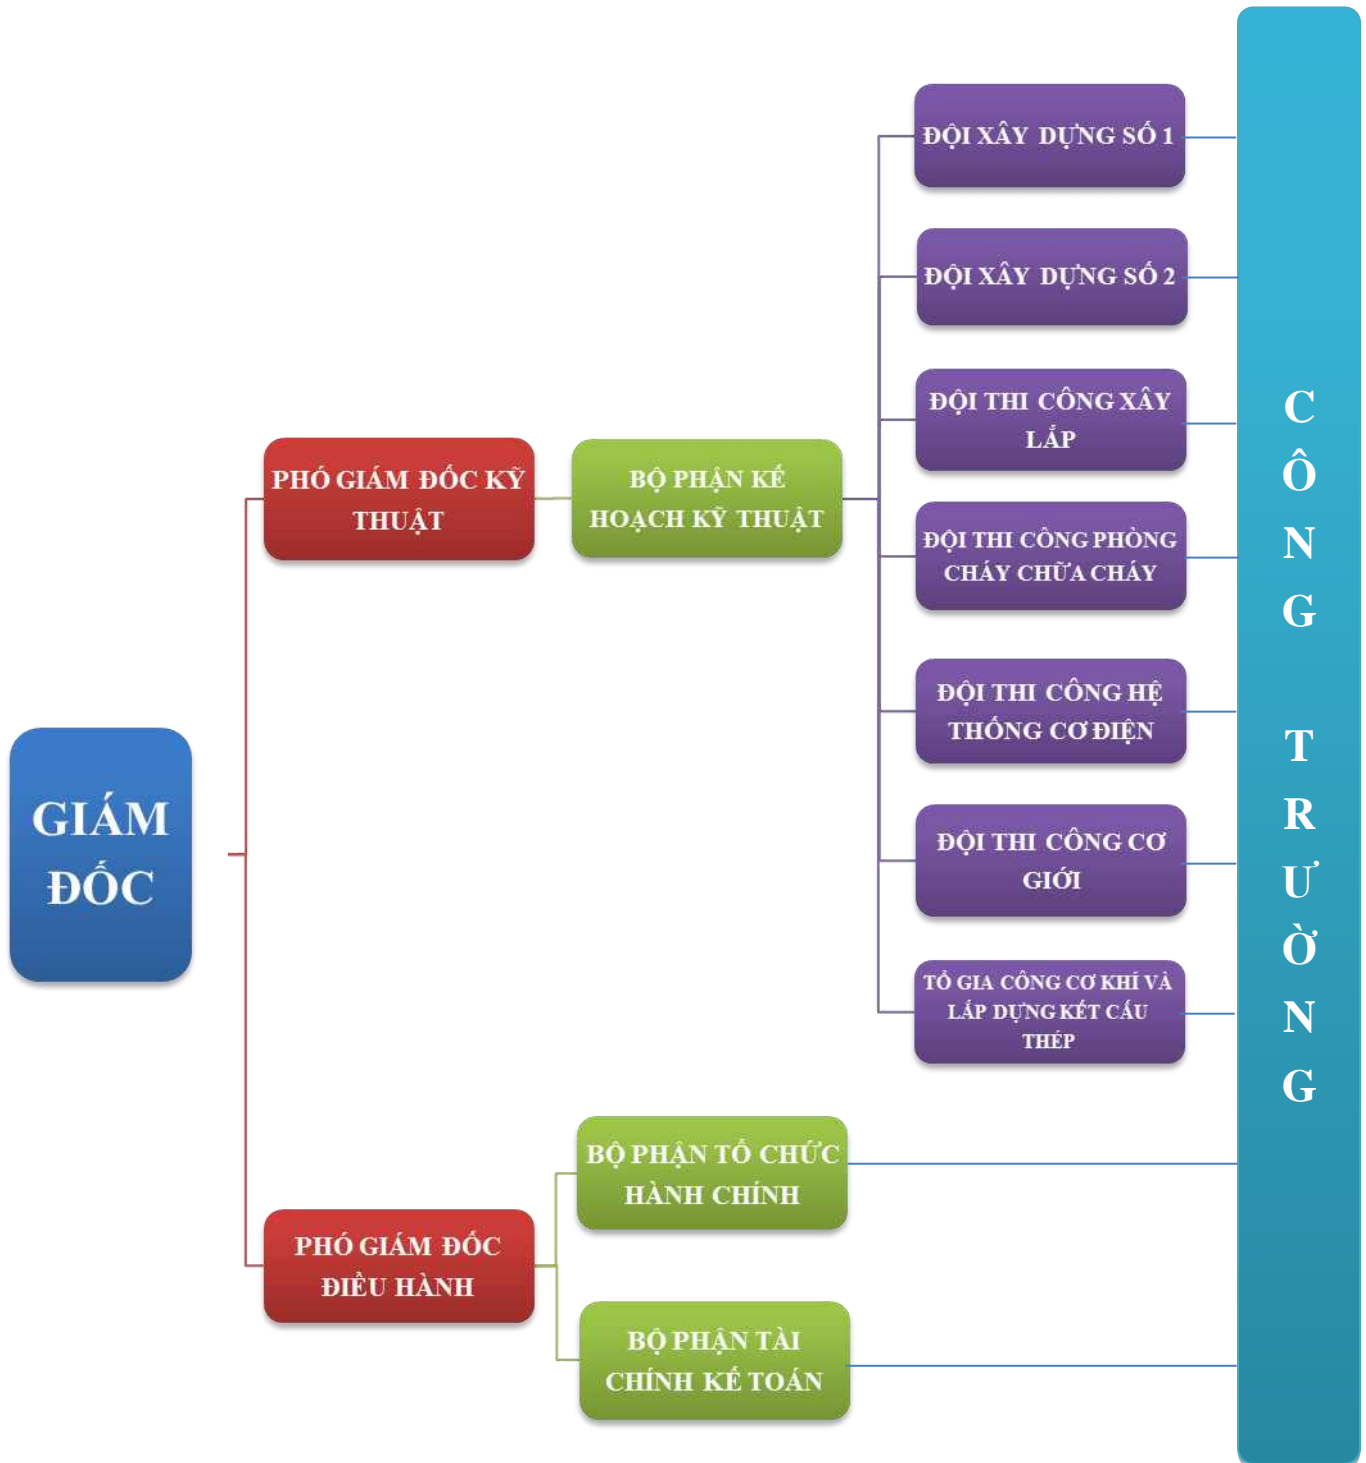 GIÁM
ĐỐC
PHÓ GIÁM ĐỐC KỸ
THUẬT
BỘ PHẬN KẾ
HOẠCH KỸ THUẬT
ĐỘI XÂY DỰNG SỐ 1
ĐỘI XÂY DỰNG SỐ 2
ĐỘI THI CÔNG XÂY
LẮP
ĐỘI THI CÔNG PHÒNG
CHÁY CHỮA CHÁY
ĐỘI THI CÔNG HỆ
THỐNG CƠ ĐIỆN
ĐỘI THI CÔNG CƠ
GIỚI
TỔ GIA CÔNG CƠ KHÍ VÀ
LẮP DỰNG KẾT CẤU
THÉP
PHÓ GIÁM ĐỐC
ĐIỀU HÀNH
BỘ PHẬN TỔ CHỨC
HÀNH CHÍNH
BỘ PHẬN TÀI
CHÍNH KẾ TOÁN
CÔNG TRƯỜNG